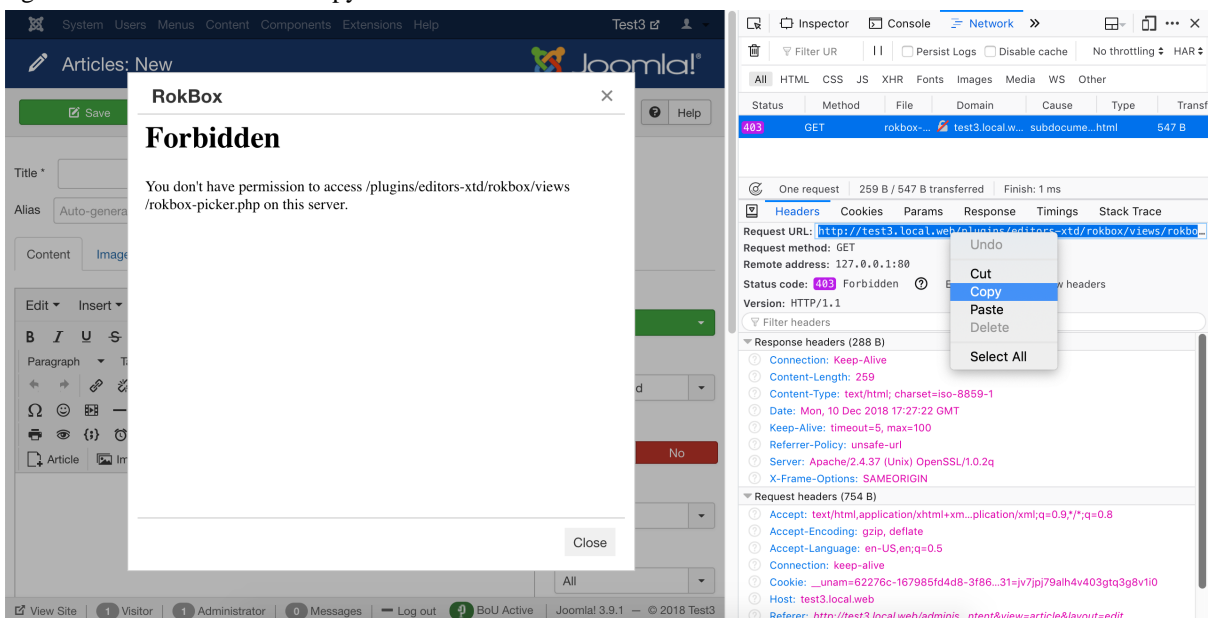 System Users Menus Content Components Extensions Help Test3
Articles: New Joomla!®
Save Help
RokBox ×
Forbidden
You don't have permission to access /plugins/editors-xtd/rokbox/views
/rokbox-picker.php on this server.
Title *
Alias Auto-genera
Content Image
Edit Insert
B I U S
Paragraph
Ω
{;}
Article
No
Close
All
View Site 1 Visitor 1 Administrator 0 Messages Log out BoU Active Joomla! 3.9.1 — © 2018 Test3
Inspector Console Network
Filter UR Persist Logs Disable cache No throttling HAR
All HTML CSS JS XHR Fonts Images Media WS Other
Status Method File Domain Cause Type Transf
403 GET rokbox-... test3.local.w... subdocume...html 547 B
One request 259 B / 547 B transferred Finish: 1 ms
Headers Cookies Params Response Timings Stack Trace
Request URL: http://test3.local.web/plugins/editors-xtd/rokbox/views/rokbo…
Request method: GET
Remote address: 127.0.0.1:80
Status code: 403 Forbidden headers
Version: HTTP/1.1
Undo
Cut
Copy
Paste
Delete
Select All
Filter headers
Response headers (288 B)
Connection: Keep-Alive
Content-Length: 259
Content-Type: text/html; charset=iso-8859-1
Date: Mon, 10 Dec 2018 17:27:22 GMT
Keep-Alive: timeout=5, max=100
Referrer-Policy: unsafe-url
Server: Apache/2.4.37 (Unix) OpenSSL/1.0.2q
X-Frame-Options: SAMEORIGIN
Request headers (754 B)
Accept: text/html,application/xhtml+xm…plication/xml;q=0.9,*/*;q=0.8
Accept-Encoding: gzip, deflate
Accept-Language: en-US,en;q=0.5
Connection: keep-alive
Cookie: __unam=62276c-167985fd4d8-3f86…31=jv7jpj79alh4v403gtq3g8v1i0
Host: test3.local.web
Referer: http://test3.local.web/adminis…ntent&view=article&layout=edit